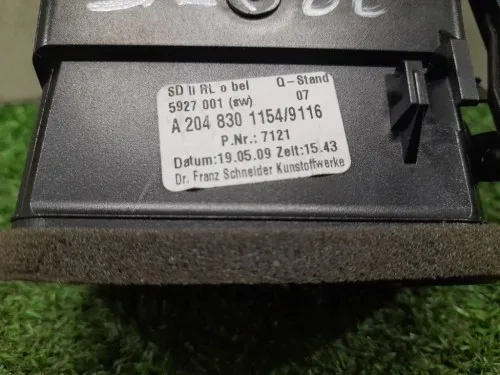 SD li RL o bel Q-Stand
5927 001 (sw) 07
A 204 830 1154/9116
P.Nr.: 7121
Datum:19.05.09 Zeit:15.43
Dr. Franz Schneider Kunstoffwerke